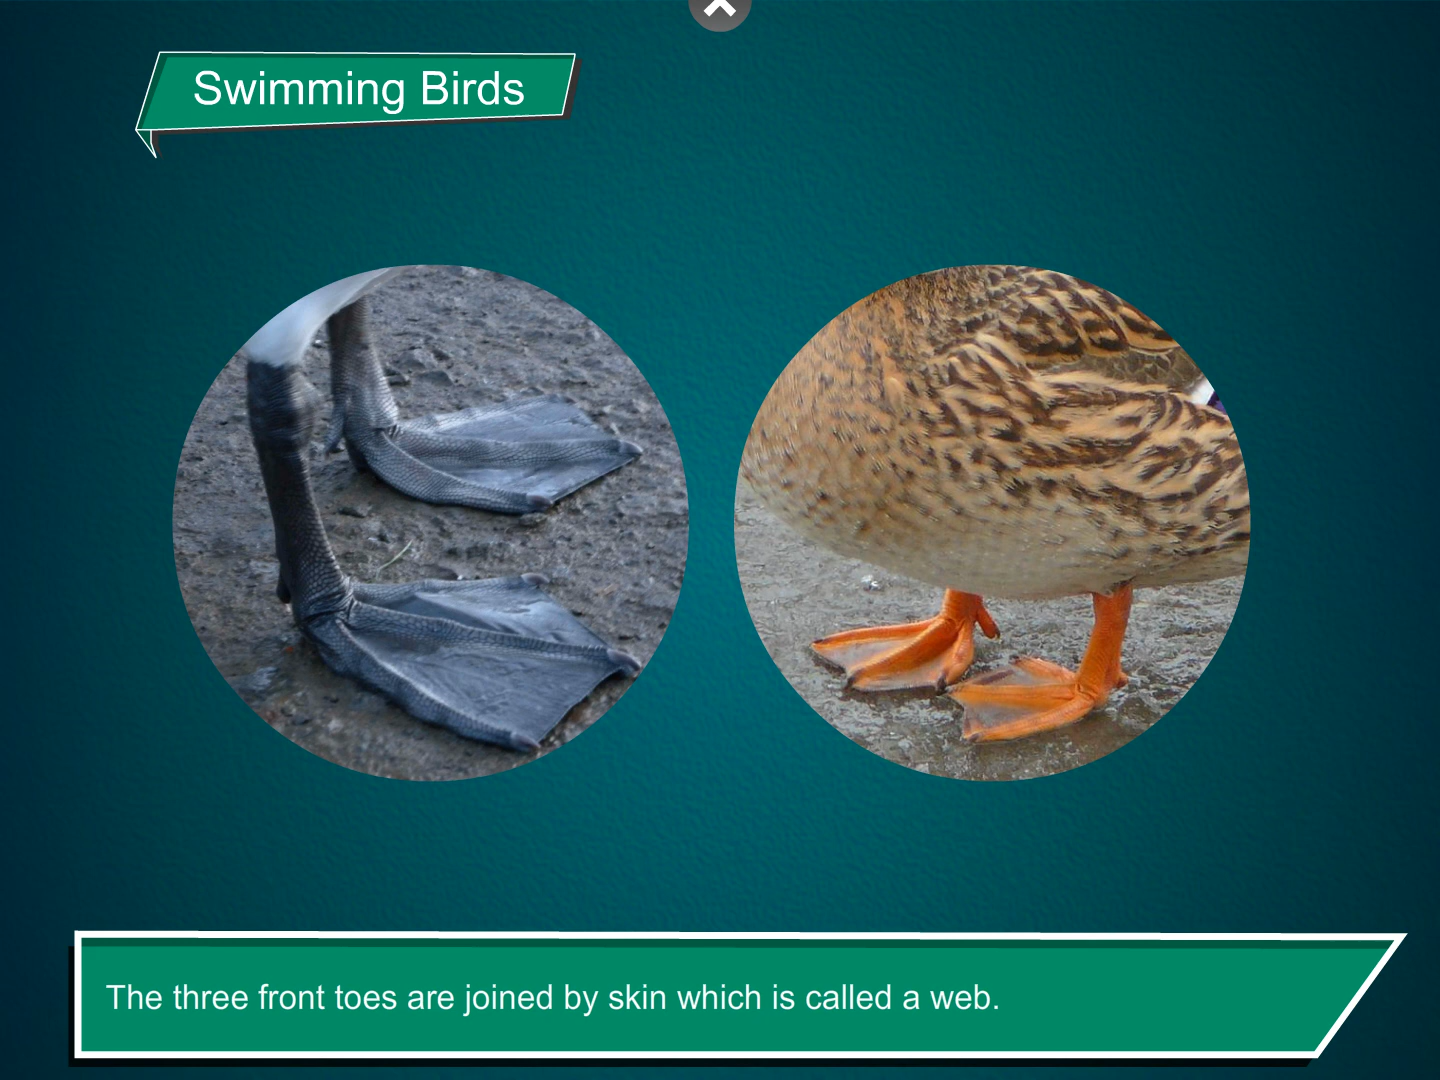 Swimming Birds
The three front toes are joined by skin which is called a web.